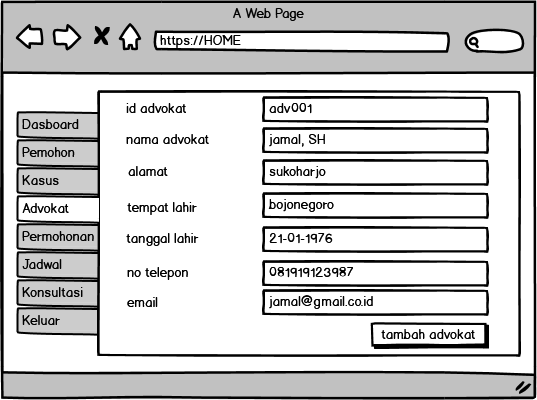 A Web Page
https://HOME
Dasboard
Pemohon
Kasus
Advokat
Permohonan
Jadwal
Konsultasi
Keluar
id advokat adv001
nama advokat jamal, SH
alamat sukoharjo
tempat lahir bojonegoro
tanggal lahir 21-01-1976
no telepon 081919123987
email jamal@gmail.co.id
tambah advokat